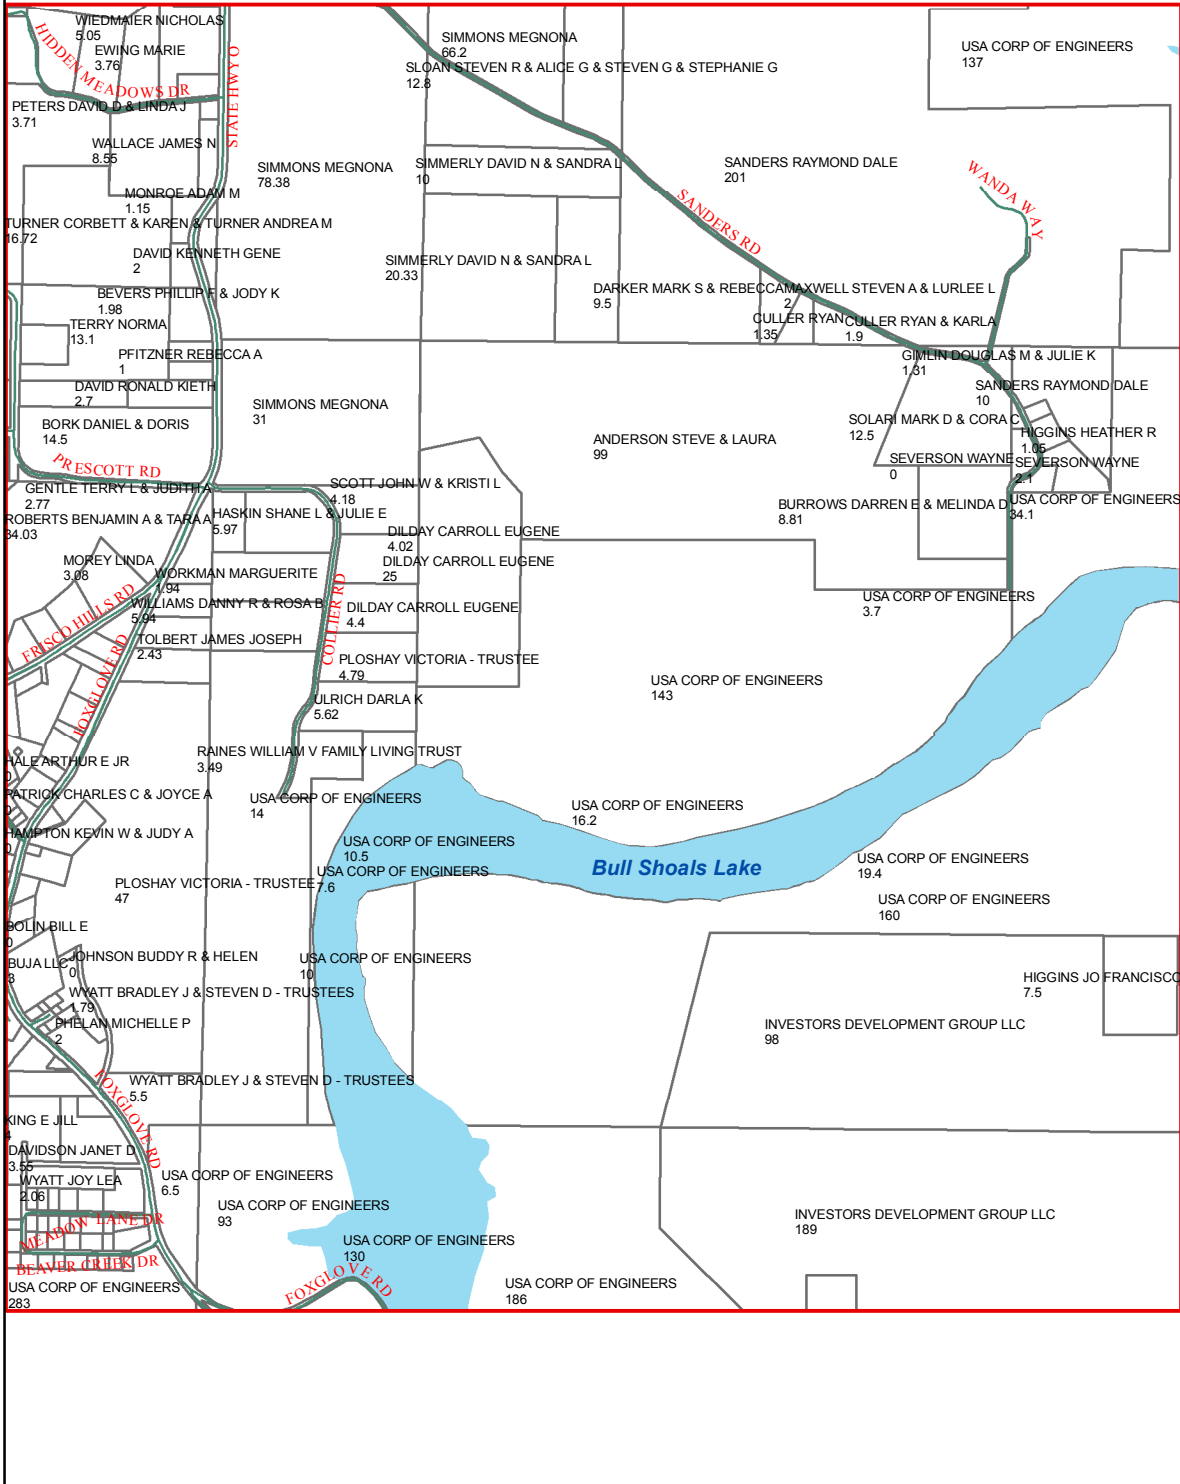 WIEDMAIER NICHOLAS
5.05
EWING MARIE
3.76
HIDDEN MEADOWS DR
STATE HWY O
PETERS DAVID D & LINDA J
3.71
WALLACE JAMES N
8.55
SIMMONS MEGNONA
66.2
SLOAN STEVEN R & ALICE G & STEVEN G & STEPHANIE G
12.8
USA CORP OF ENGINEERS
137
SIMMONS MEGNONA
78.38
SIMMERLY DAVID N & SANDRA L
10
SANDERS RAYMOND DALE
201
WANDA WAY
MONROE ADAM M
1.15
TURNER CORBETT & KAREN & TURNER ANDREA M
16.72
SANDERS RD
DAVID KENNETH GENE
2
SIMMERLY DAVID N & SANDRA L
20.33
BEVERS PHILLIP F & JODY K
1.98
DARKER MARK S & REBECCA
9.5
MAXWELL STEVEN A & LURLEE L
2
TERRY NORMA
13.1
CULLER RYAN
1.35
CULLER RYAN & KARLA
1.9
PFITZNER REBECCA A
1
GIMLIN DOUGLAS M & JULIE K
1.31
DAVID RONALD KIETH
2.7
SANDERS RAYMOND DALE
10
SIMMONS MEGNONA
31
BORK DANIEL & DORIS
14.5
SOLARI MARK D & CORA C
12.5
HIGGINS HEATHER R
1.05
ANDERSON STEVE & LAURA
99
PRESCOTT RD
SEVERSON WAYNE
0
SEVERSON WAYNE
2.1
GENTLE TERRY L & JUDITH A
2.77
SCOTT JOHN W & KRISTI L
4.18
BURROWS DARREN E & MELINDA D
8.81
USA CORP OF ENGINEERS
34.1
ROBERTS BENJAMIN A & TARA A
34.03
HASKIN SHANE L & JULIE E
5.97
DILDAY CARROLL EUGENE
4.02
MOREY LINDA
3.08
DILDAY CARROLL EUGENE
25
WORKMAN MARGUERITE
1.94
WILLIAMS DANNY R & ROSA B
5.94
DILDAY CARROLL EUGENE
4.4
USA CORP OF ENGINEERS
3.7
FRISCO HILLS RD
COLLIER RD
TOLBERT JAMES JOSEPH
2.43
FOXGLOVE RD
PLOSHAY VICTORIA - TRUSTEE
4.79
USA CORP OF ENGINEERS
143
ULRICH DARLA K
5.62
RAINES WILLIAM V FAMILY LIVING TRUST
3.49
HALE ARTHUR E JR
0
PATRICK CHARLES C & JOYCE A
0
USA CORP OF ENGINEERS
14
USA CORP OF ENGINEERS
16.2
HAMPTON KEVIN W & JUDY A
0
USA CORP OF ENGINEERS
10.5
Bull Shoals Lake
USA CORP OF ENGINEERS
19.4
USA CORP OF ENGINEERS
7.6
PLOSHAY VICTORIA - TRUSTEE
47
USA CORP OF ENGINEERS
160
BOLIN BILL E
0
BUJA LLC
3
JOHNSON BUDDY R & HELEN
0
USA CORP OF ENGINEERS
10
HIGGINS JO FRANCISCO
7.5
WYATT BRADLEY J & STEVEN D - TRUSTEES
1.79
PHELAN MICHELLE P
2
INVESTORS DEVELOPMENT GROUP LLC
98
WYATT BRADLEY J & STEVEN D - TRUSTEES
5.5
FOXGLOVE RD
KING E JILL
4
DAVIDSON JANET D
3.55
WYATT JOY LEA
2.06
USA CORP OF ENGINEERS
6.5
USA CORP OF ENGINEERS
93
INVESTORS DEVELOPMENT GROUP LLC
189
MEADOW LANE DR
USA CORP OF ENGINEERS
130
BEAVER CREEK DR
USA CORP OF ENGINEERS
283
FOXGLOVE RD
USA CORP OF ENGINEERS
186